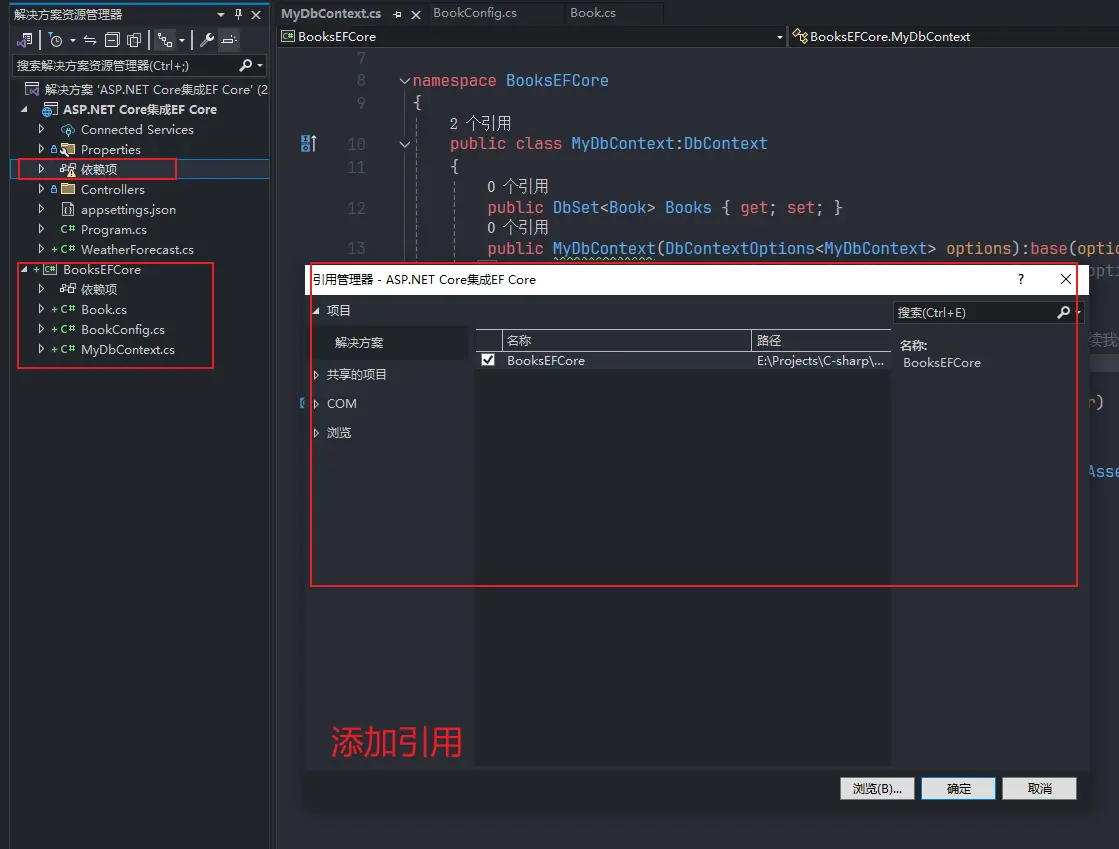 解决方案资源管理器
搜索解决方案资源管理器(Ctrl+;)
解决方案 'ASP.NET Core集成EF Core' (2
ASP.NET Core集成EF Core
Connected Services
Properties
依赖项
Controllers
appsettings.json
Program.cs
WeatherForecast.cs
BooksEFCore
依赖项
Book.cs
BookConfig.cs
MyDbContext.cs
MyDbContext.cs BookConfig.cs Book.cs
BooksEFCore BooksEFCore.MyDbContext
7
8 namespace BooksEFCore
9 {
2 个引用
10 public class MyDbContext:DbContext
11 {
0 个引用
12 public DbSet<Book> Books { get; set; }
0 个引用
13 public MyDbContext(DbContextOptions<MyDbContext> options):base(optio
引用管理器 - ASP.NET Core集成EF Core ?
项目
解决方案
共享的项目
COM
浏览
名称 路径
BooksEFCore E:\Projects\C-sharp\...
搜索(Ctrl+E)
名称:
BooksEFCore
opti
读我
r)
Asse
添加引用
浏览(B)... 确定 取消